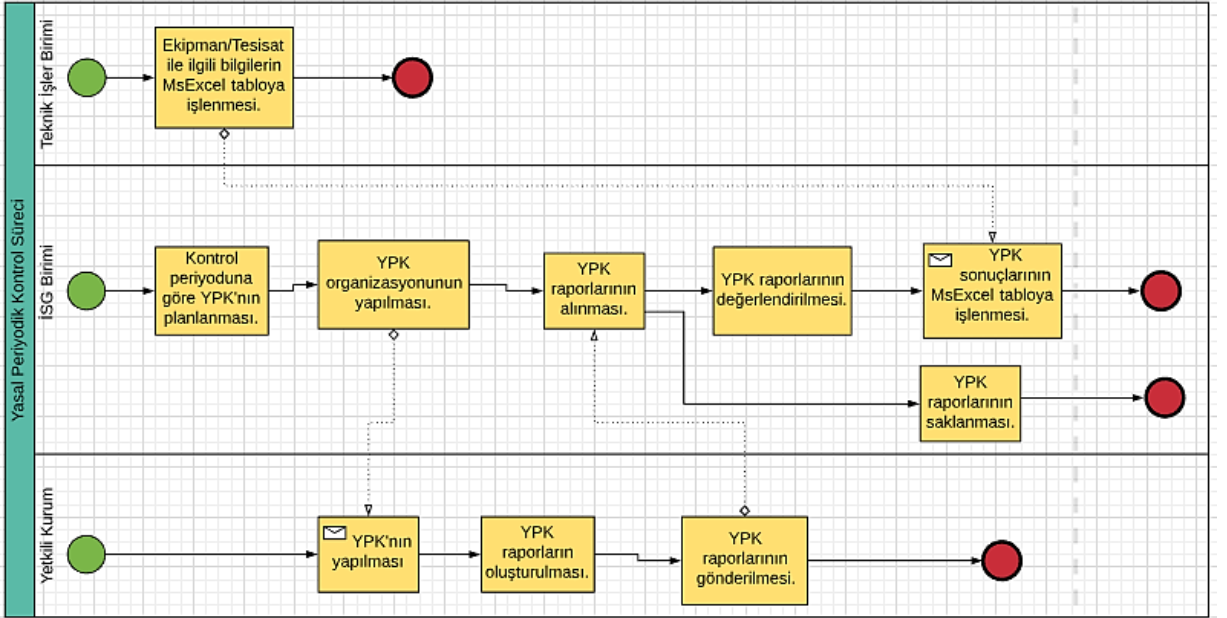 Yasal Periyodik Kontrol Süreci
Teknik İşler Birimi
Ekipman/Tesisat
ile ilgili bilgilerin
MsExcel tabloya
işlenmesi.
İSG Birimi
Kontrol
periyoduna
göre YPK'nın
planlanması.
YPK
organizasyonunun
yapılması.
YPK
raporlarının
alınması.
YPK raporlarının
değerlendirilmesi.
YPK
sonuçlarının
MsExcel tabloya
işlenmesi.
YPK
raporlarının
saklanması.
Yetkili Kurum
YPK'nın
yapılması
YPK
raporların
oluşturulması.
YPK
raporlarının
gönderilmesi.